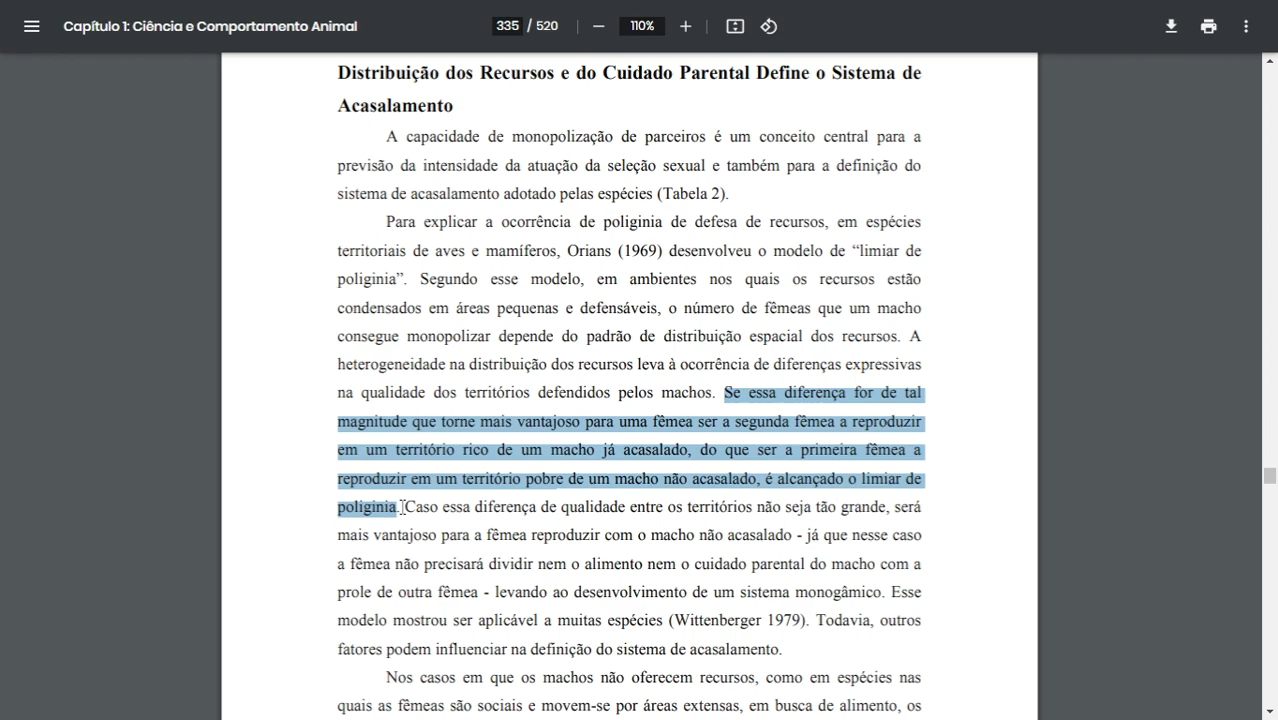 Capítulo 1: Ciência e Comportamento Animal
335 / 520
110%
Distribuição dos Recursos e do Cuidado Parental Define o Sistema de
Acasalamento
A capacidade de monopolização de parceiros é um conceito central para a
previsão da intensidade da atuação da seleção sexual e também para a definição do
sistema de acasalamento adotado pelas espécies (Tabela 2).
Para explicar a ocorrência de poliginia de defesa de recursos, em espécies
territoriais de aves e mamíferos, Orians (1969) desenvolveu o modelo de “limiar de
poliginia”. Segundo esse modelo, em ambientes nos quais os recursos estão
condensados em áreas pequenas e defensáveis, o número de fêmeas que um macho
consegue monopolizar depende do padrão de distribuição espacial dos recursos. A
heterogeneidade na distribuição dos recursos leva à ocorrência de diferenças expressivas
na qualidade dos territórios defendidos pelos machos. Se essa diferença for de tal
magnitude que torne mais vantajoso para uma fêmea ser a segunda fêmea a reproduzir
em um território rico de um macho já acasalado, do que ser a primeira fêmea a
reproduzir em um território pobre de um macho não acasalado, é alcançado o limiar de
poliginia. Caso essa diferença de qualidade entre os territórios não seja tão grande, será
mais vantajoso para a fêmea reproduzir com o macho não acasalado - já que nesse caso
a fêmea não precisará dividir nem o alimento nem o cuidado parental do macho com a
prole de outra fêmea - levando ao desenvolvimento de um sistema monogâmico. Esse
modelo mostrou ser aplicável a muitas espécies (Wittenberger 1979). Todavia, outros
fatores podem influenciar na definição do sistema de acasalamento.
Nos casos em que os machos não oferecem recursos, como em espécies nas
quais as fêmeas são sociais e movem-se por áreas extensas, em busca de alimento, os